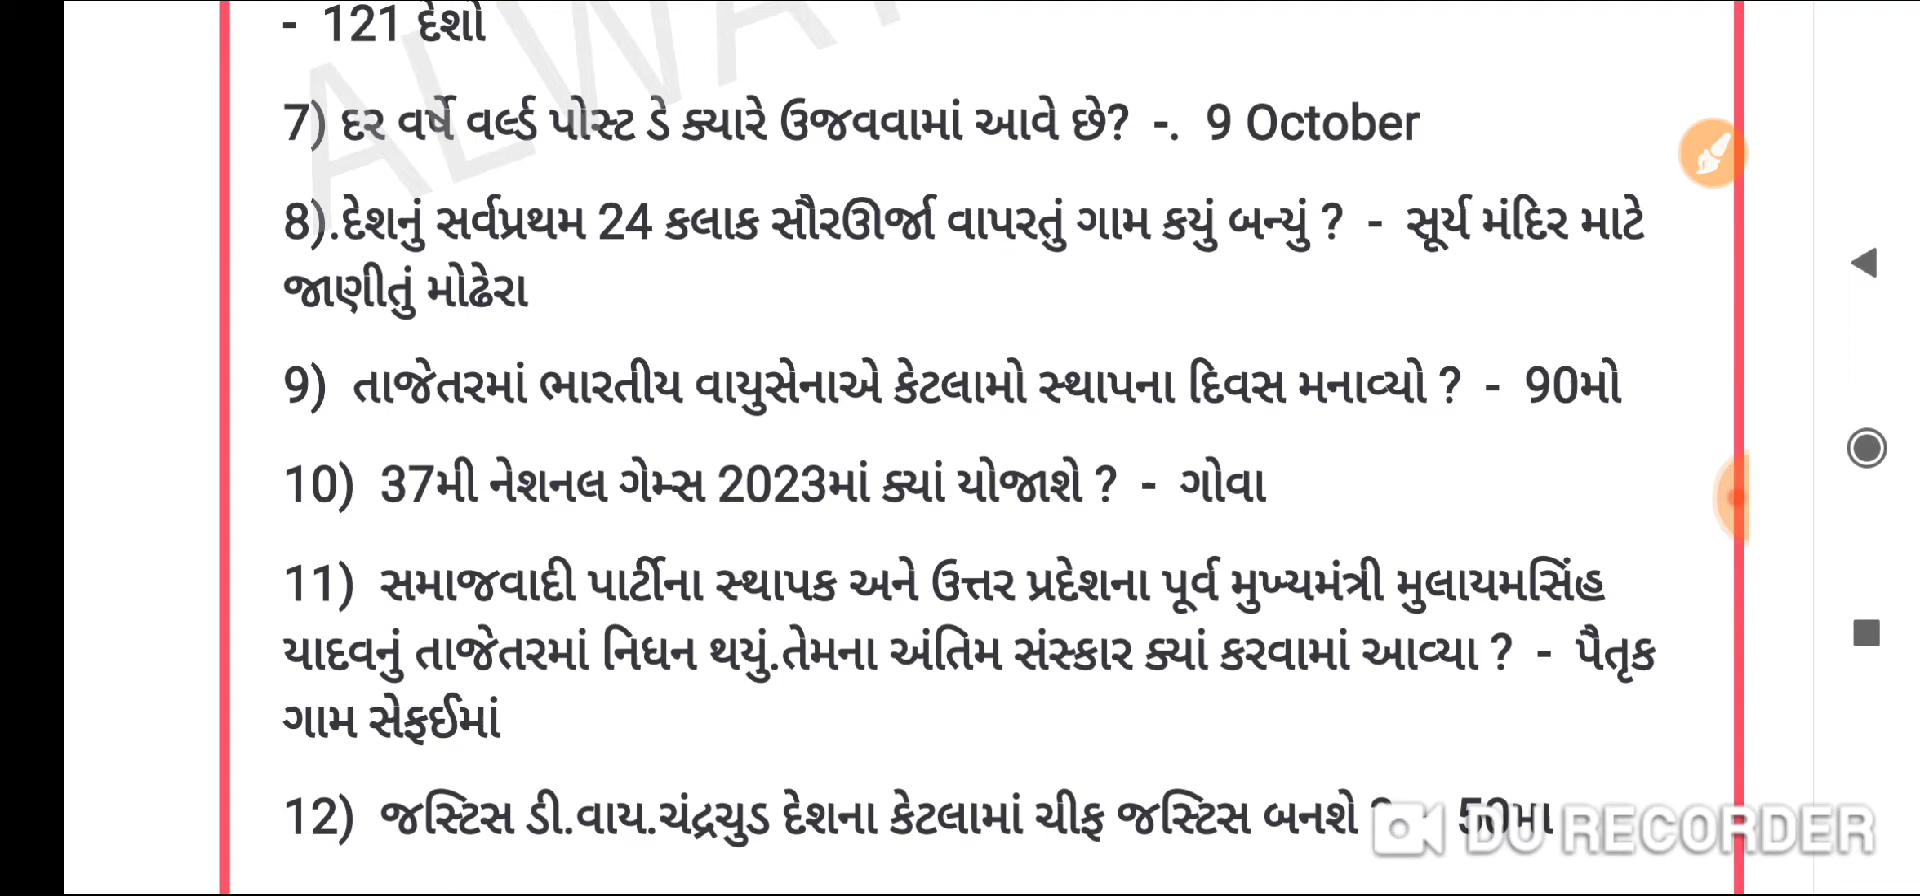 - 121 દેશો
7) દર વર્ષે વર્લ્ડ પોસ્ટ ડે ક્યારે ઉજવવામાં આવે છે? -. 9 October
8).દેશનું સર્વપ્રથમ 24 કલાક સૌરઊર્જા વાપરતું ગામ કયું બન્યું ? - સૂર્ય મંદિર માટે
જાણીતું મોઢેરા
9) તાજેતરમાં ભારતીય વાયુસેનાએ કેટલામો સ્થાપના દિવસ મનાવ્યો ? - 90મો
10) 37મી નેશનલ ગેમ્સ 2023માં ક્યાં યોજાશે ? - ગોવા
11) સમાજવાદી પાર્ટીના સ્થાપક અને ઉત્તર પ્રદેશના પૂર્વ મુખ્યમંત્રી મુલાયમસિંહ
યાદવનું તાજેતરમાં નિધન થયું.તેમના અંતિમ સંસ્કાર ક્યાં કરવામાં આવ્યા ? - પૈતૃક
ગામ સેફઈમાં
12) જસ્ટિસ ડી.વાય.ચંદ્રચુડ દેશના કેટલામાં ચીફ જસ્ટિસ બનશે ? - 50મા
DU RECORDER